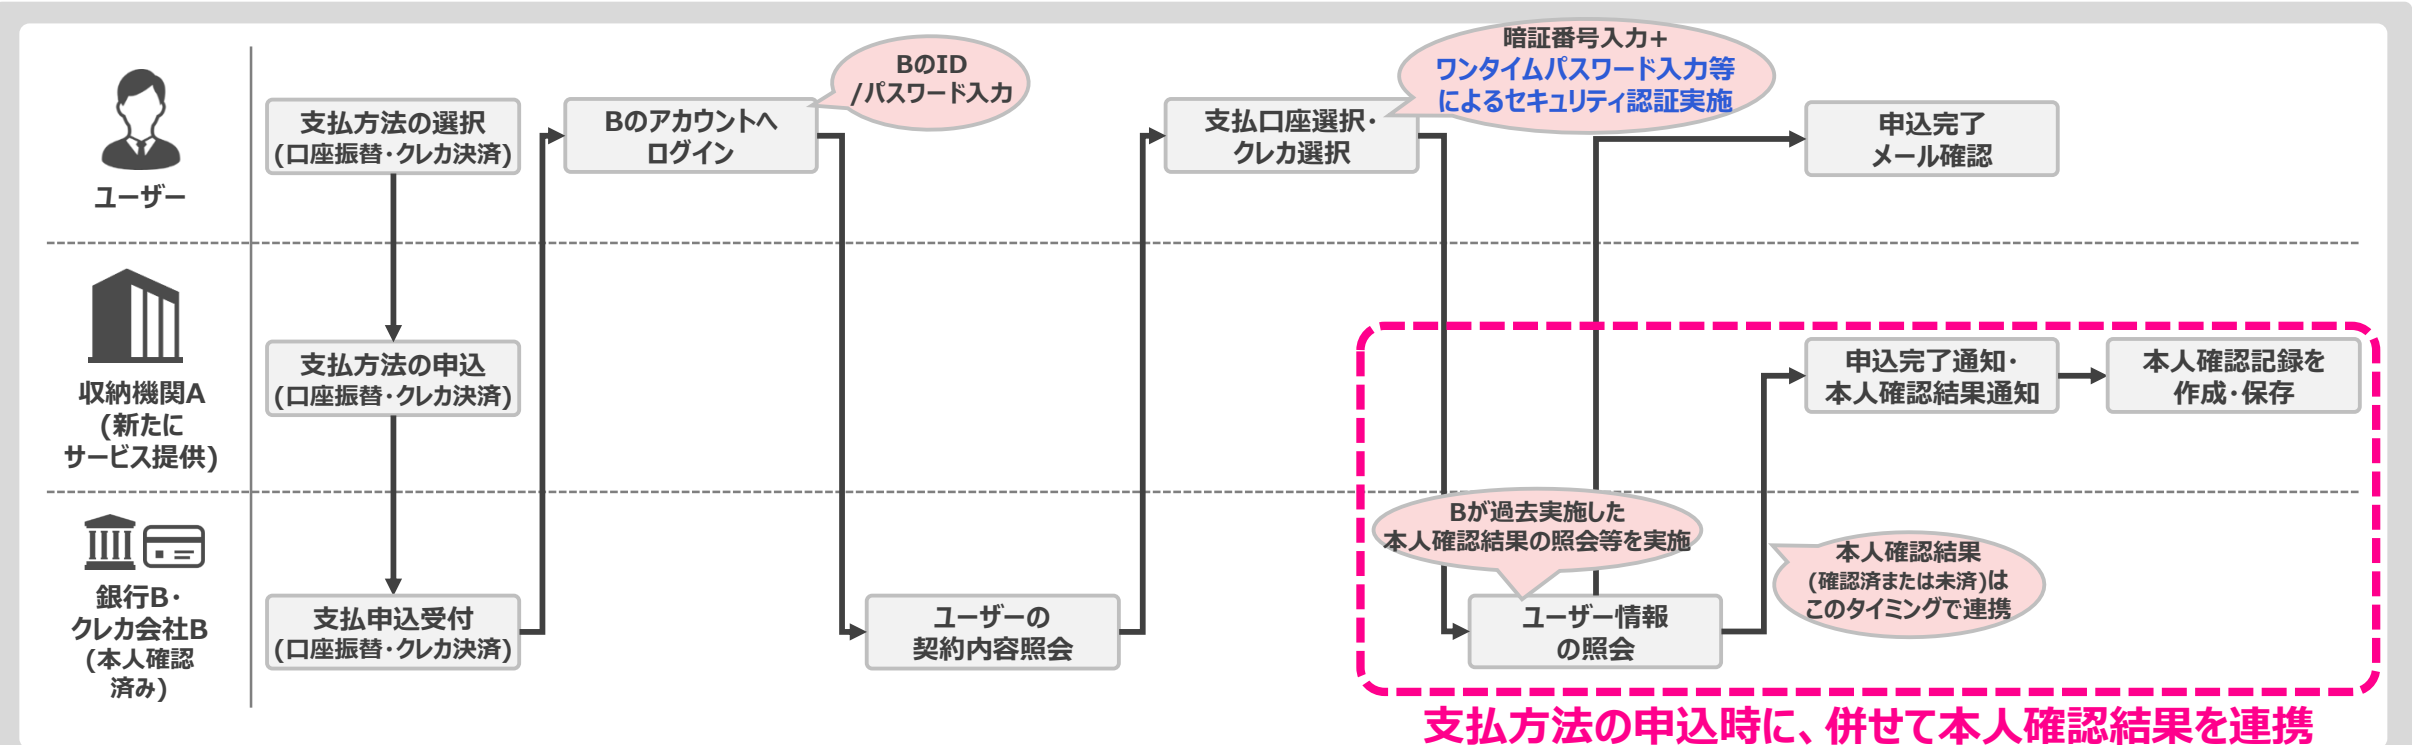 ユーザー
支払方法の選択
(口座振替・クレカ決済)
Bのアカウントへ
ログイン
BのID
/パスワード入力
支払口座選択・
クレカ選択
暗証番号入力+
ワンタイムパスワード入力等
によるセキュリティ認証実施
申込完了
メール確認
収納機関A
(新たに
サービス提供)
支払方法の申込
(口座振替・クレカ決済)
申込完了通知・
本人確認結果通知
本人確認記録を
作成・保存
銀行B・
クレカ会社B
(本人確認
済み)
支払申込受付
(口座振替・クレカ決済)
ユーザーの
契約内容照会
Bが過去実施した
本人確認結果の照会等を実施
ユーザー情報
の照会
本人確認結果
(確認済または未済)は
このタイミングで連携
支払方法の申込時に、併せて本人確認結果を連携